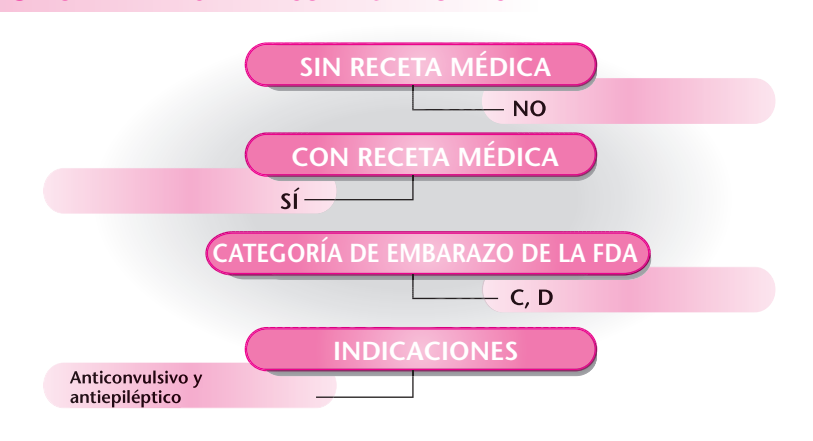 SIN RECETA MÉDICA
NO
CON RECETA MÉDICA
SÍ
CATEGORÍA DE EMBARAZO DE LA FDA
C, D
INDICACIONES
Anticonvulsivo y
antiepiléptico